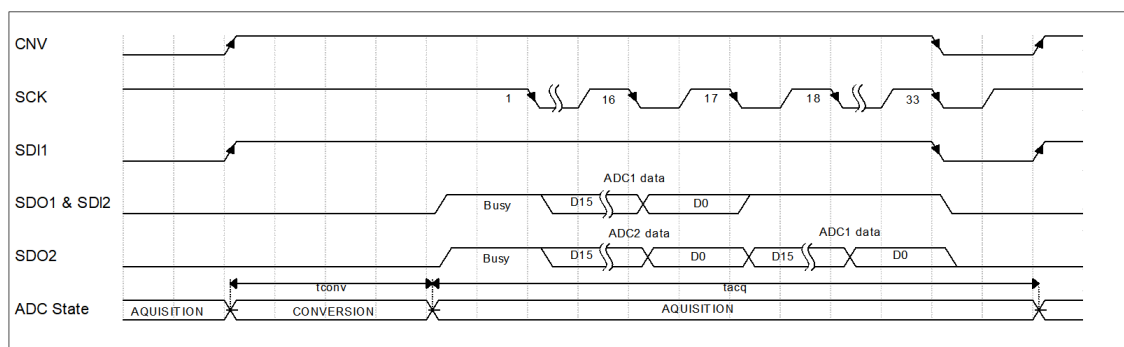 CNV
SCK
1 16 17 18 33
SDI1
ADC1 data
SDO1 & SDI2
Busy D15 D0
ADC2 data ADC1 data
SDO2
Busy D15 D0 D15 D0
tconv tacq
ADC State
AQUISITION CONVERSION AQUISITION